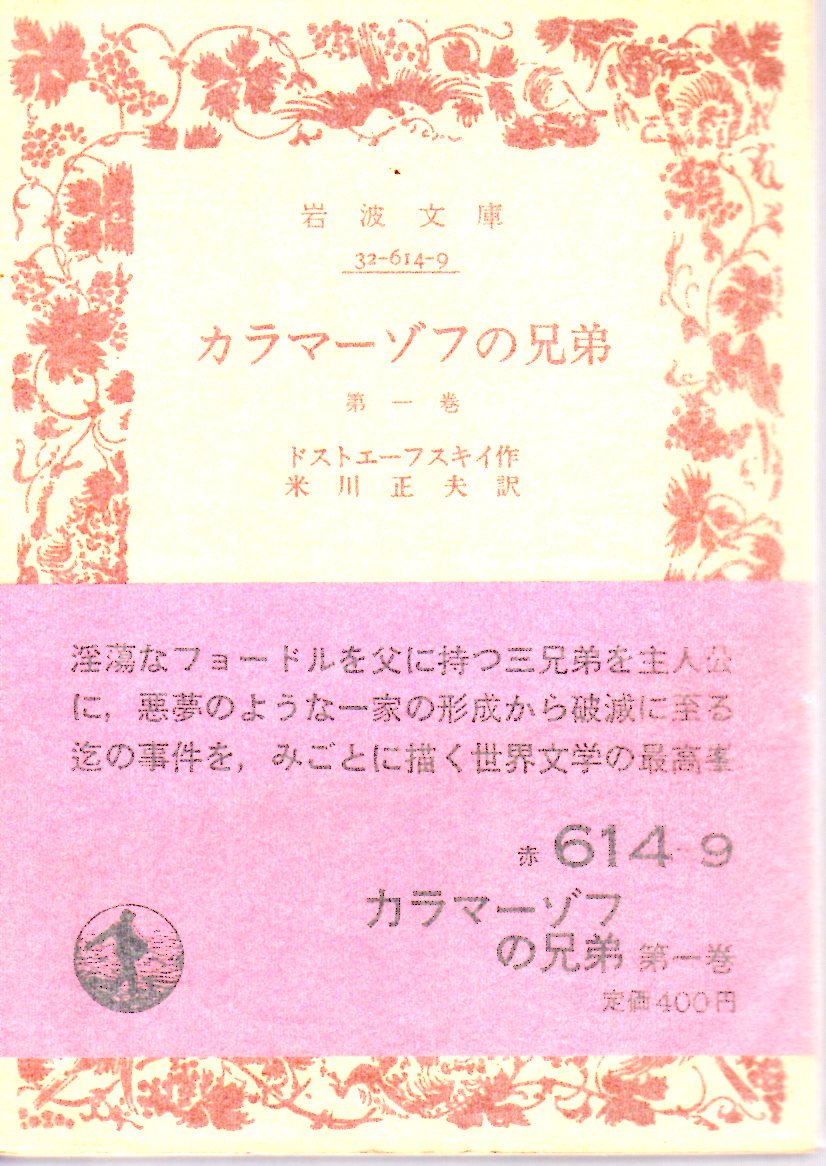 岩波文庫
32-614-9
カラマーゾフの兄弟
第一巻
ドストエーフスキイ作
米川正夫訳
淫蕩なフョードルを父に持つ三兄弟を主人公
に，悪夢のような一家の形成から破滅に至る
迄の事件を，みごとに描く世界文学の最高峯
赤 614-9
カラマーゾフ
の兄弟 第一巻
定価400円